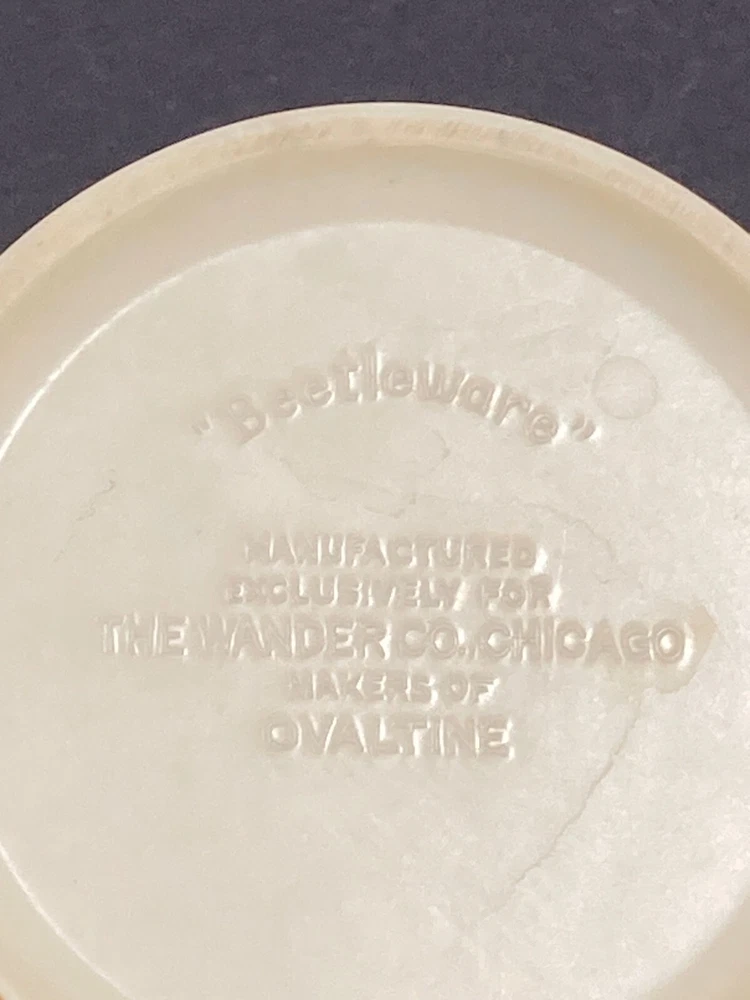 "Beetleware"
MANUFACTURED
EXCLUSIVELY FOR
THE WANDER CO., CHICAGO
MAKERS OF
OVALTINE